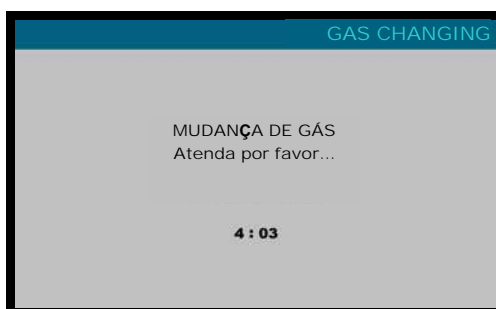 GAS CHANGING
MUDANÇA DE GÁS
Atenda por favor...
4 : 03